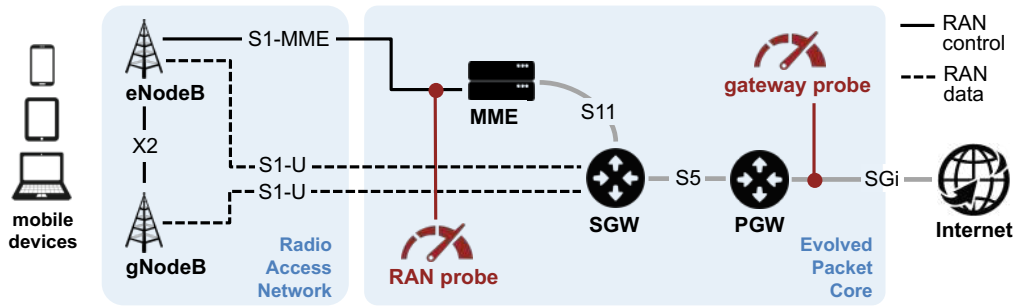 S1-MME
RAN
control
RAN
data
gateway probe
eNodeB
MME
S11
X2
S1-U
S1-U
S5
SGi
mobile
devices
gNodeB
SGW
PGW
Internet
Radio
Access
Network
RAN probe
Evolved
Packet
Core